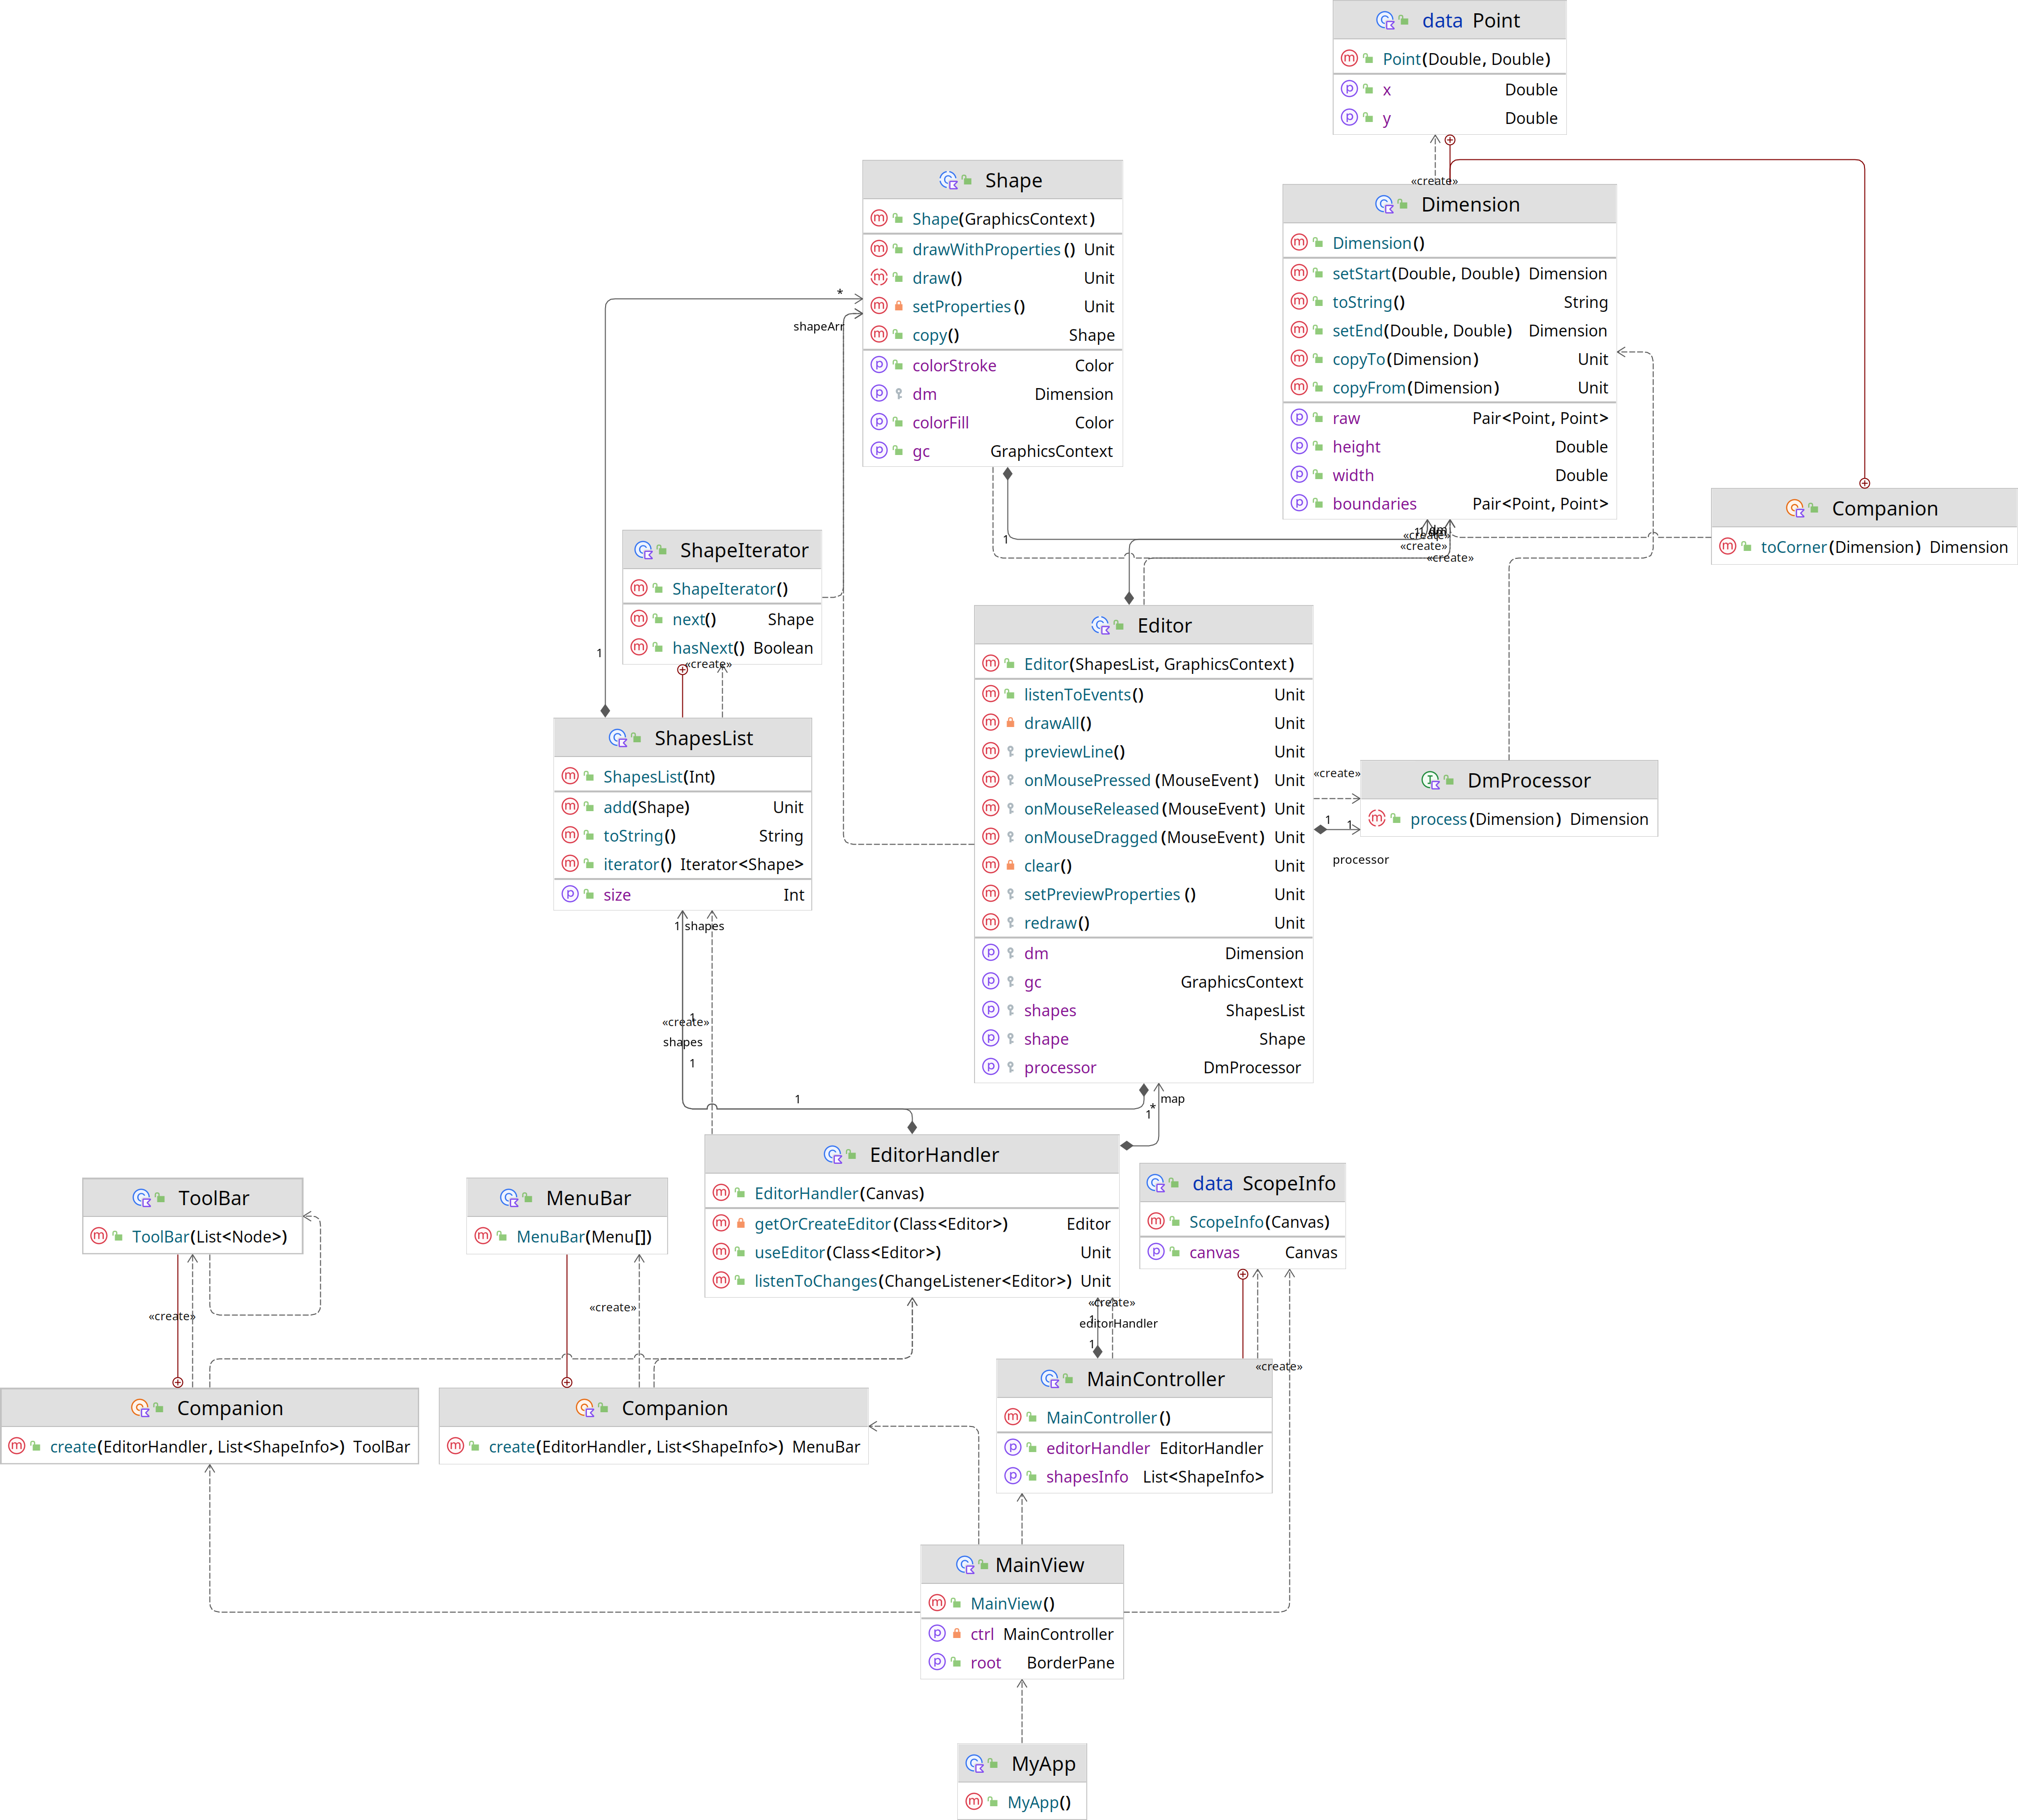 data Point
Point(Double, Double)
x Double
y Double
«create»
Shape
Shape(GraphicsContext)
drawWithProperties() Unit
draw() Unit
setProperties() Unit
copy() Shape
colorStroke Color
dm Dimension
colorFill Color
gc GraphicsContext
*
shapeArr
1
1
Dimension
Dimension()
setStart(Double, Double) Dimension
toString() String
setEnd(Double, Double) Dimension
copyTo(Dimension) Unit
copyFrom(Dimension) Unit
raw Pair<Point, Point>
height Double
width Double
boundaries Pair<Point, Point>
dm
«create»
«create»
«create»
Companion
toCorner(Dimension) Dimension
ShapeIterator
ShapeIterator()
next() Shape
hasNext() Boolean
«create»
ShapesList
ShapesList(Int)
add(Shape) Unit
toString() String
iterator() Iterator<Shape>
size Int
1 shapes
1
«create»
shapes
1
1
Editor
Editor(ShapesList, GraphicsContext)
listenToEvents() Unit
drawAll() Unit
previewLine() Unit
onMousePressed(MouseEvent) Unit
onMouseReleased(MouseEvent) Unit
onMouseDragged(MouseEvent) Unit
clear() Unit
setPreviewProperties() Unit
redraw() Unit
dm Dimension
gc GraphicsContext
shapes ShapesList
shape Shape
processor DmProcessor
«create»
1 1
processor
DmProcessor
process(Dimension) Dimension
* map
1
EditorHandler
EditorHandler(Canvas)
getOrCreateEditor(Class<Editor>) Editor
useEditor(Class<Editor>) Unit
listenToChanges(ChangeListener<Editor>) Unit
«create»
1
editorHandler
1
data ScopeInfo
ScopeInfo(Canvas)
canvas Canvas
«create»
ToolBar
ToolBar(List<Node>)
«create»
MenuBar
MenuBar(Menu[])
«create»
Companion
create(EditorHandler, List<ShapeInfo>) ToolBar
Companion
create(EditorHandler, List<ShapeInfo>) MenuBar
MainController
MainController()
editorHandler EditorHandler
shapesInfo List<ShapeInfo>
MainView
MainView()
ctrl MainController
root BorderPane
MyApp
MyApp()